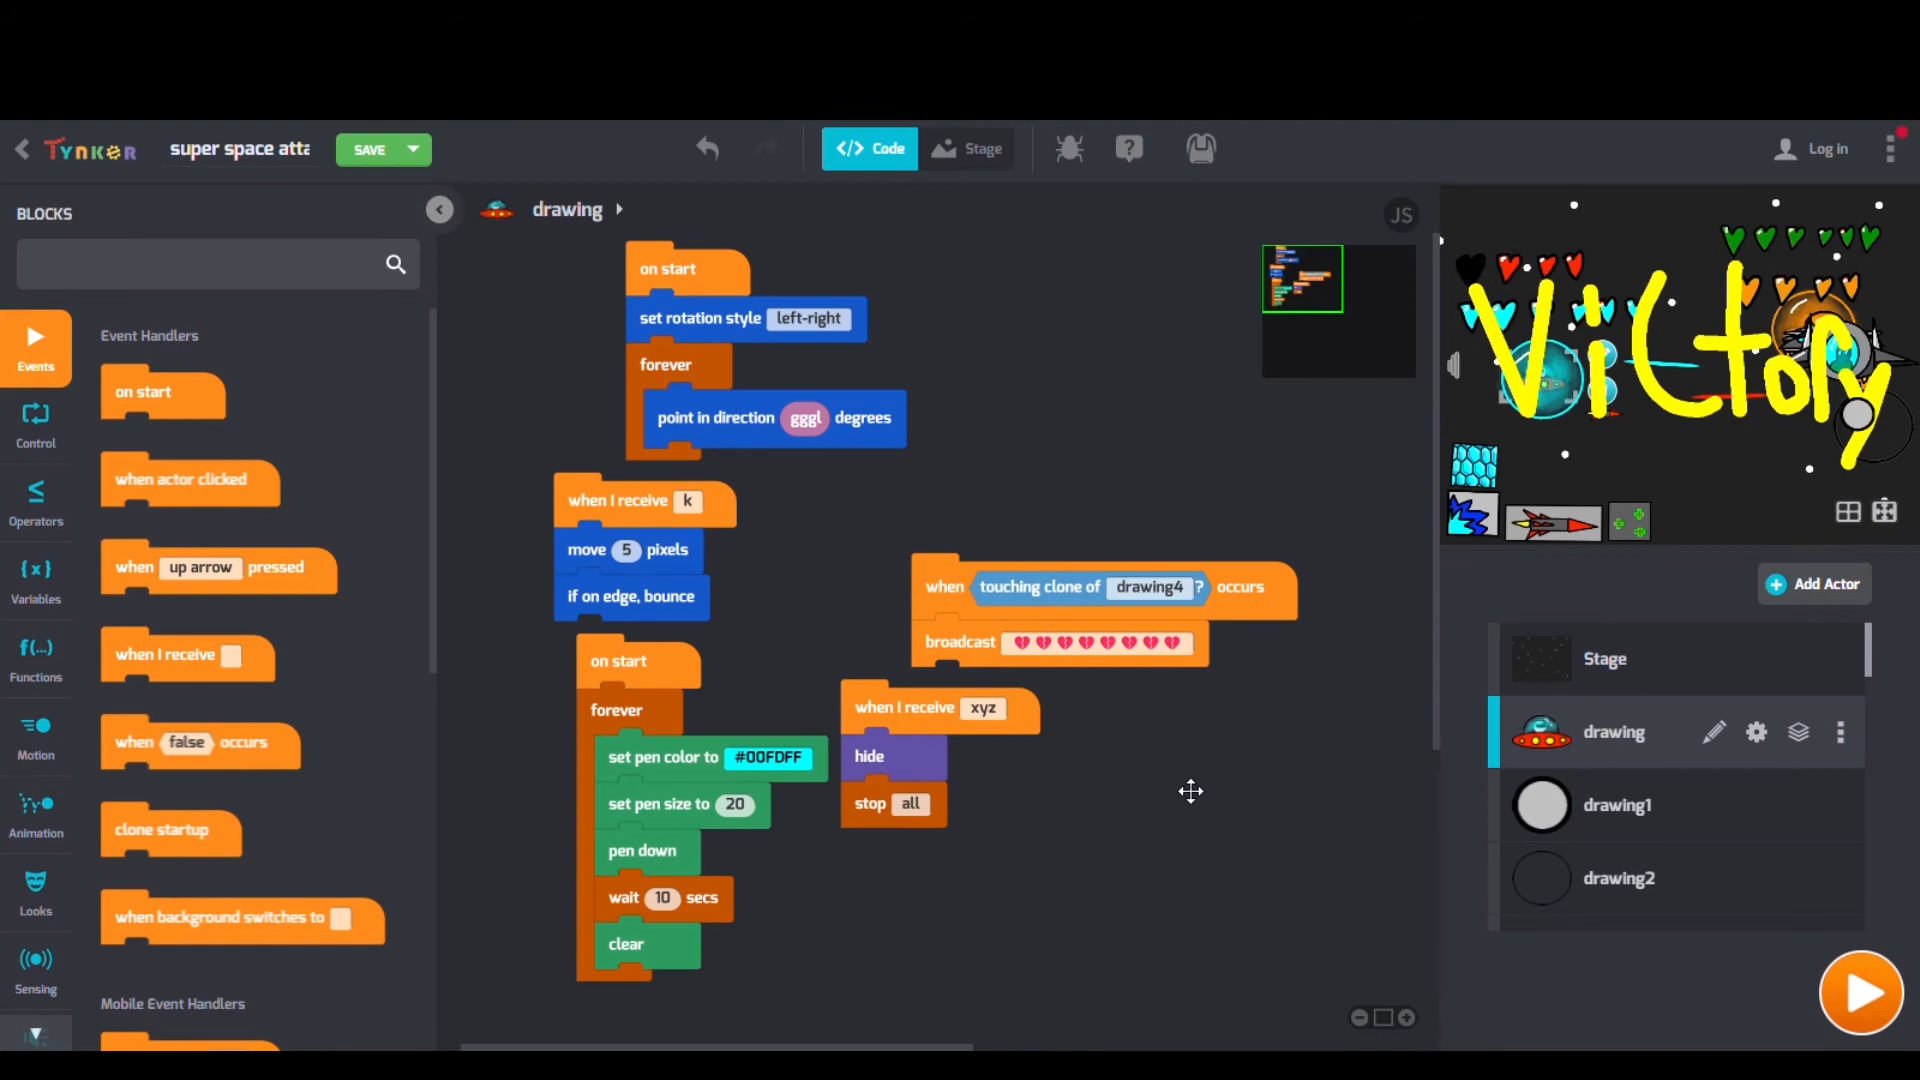 TYNKER
super space atta
SAVE
</> Code
Stage
?
Log in
BLOCKS
Events
Control
Operators
{x}
Variables
f(...)
Functions
Motion
Animation
Looks
Sensing
Event Handlers
on start
when actor clicked
when up arrow pressed
when I receive
when false occurs
clone startup
when background switches to
Mobile Event Handlers
drawing
JS
on start
set rotation style left-right
forever
point in direction gggl degrees
when I receive k
move 5 pixels
if on edge, bounce
on start
forever
set pen color to #00FDFF
set pen size to 20
pen down
wait 10 secs
clear
when touching clone of drawing4 ? occurs
broadcast 💔💔💔💔💔💔💔💔
when I receive xyz
hide
stop all
Victory
Add Actor
Stage
drawing
drawing1
drawing2